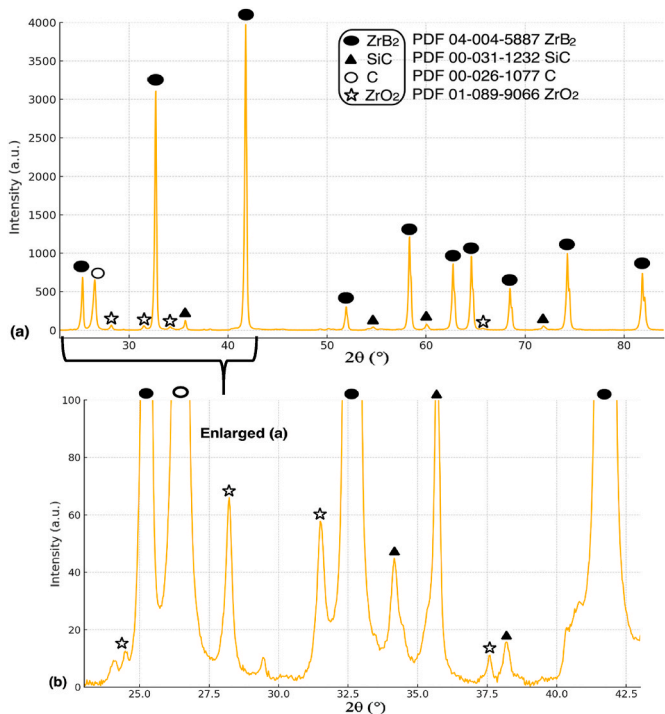 4000
3500
3000
2500
2000
1500
1000
500
0
Intensity (a.u.)
ZrB₂ PDF 04-004-5887 ZrB₂
SiC PDF 00-031-1232 SiC
C PDF 00-026-1077 C
ZrO₂ PDF 01-089-9066 ZrO₂
(a)
30 40 50 60 70 80
2θ (°)
Enlarged (a)
100
80
60
40
20
0
Intensity (a.u.)
(b)
25.0 27.5 30.0 32.5 35.0 37.5 40.0 42.5
2θ (°)